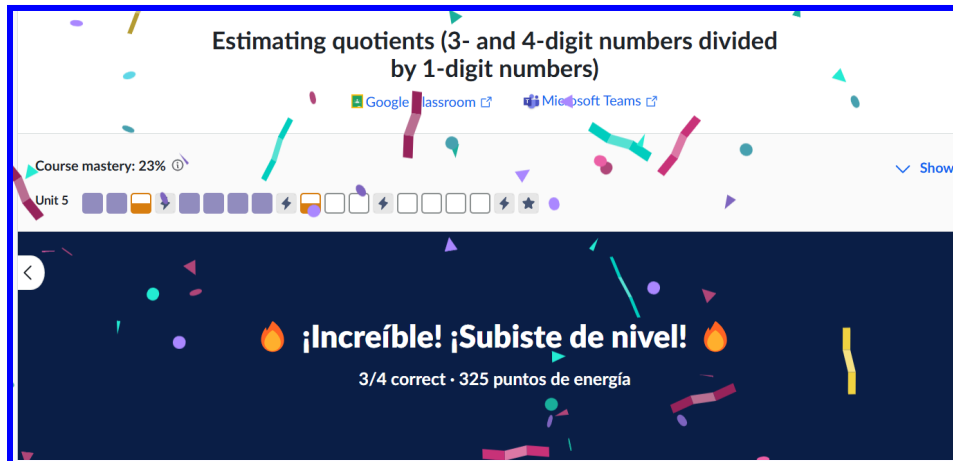 Estimating quotients (3- and 4-digit numbers divided
by 1-digit numbers)
Google Classroom Microsoft Teams
Course mastery: 23%
Show
Unit 5
¡Increíble! ¡Subiste de nivel!
3/4 correct · 325 puntos de energía